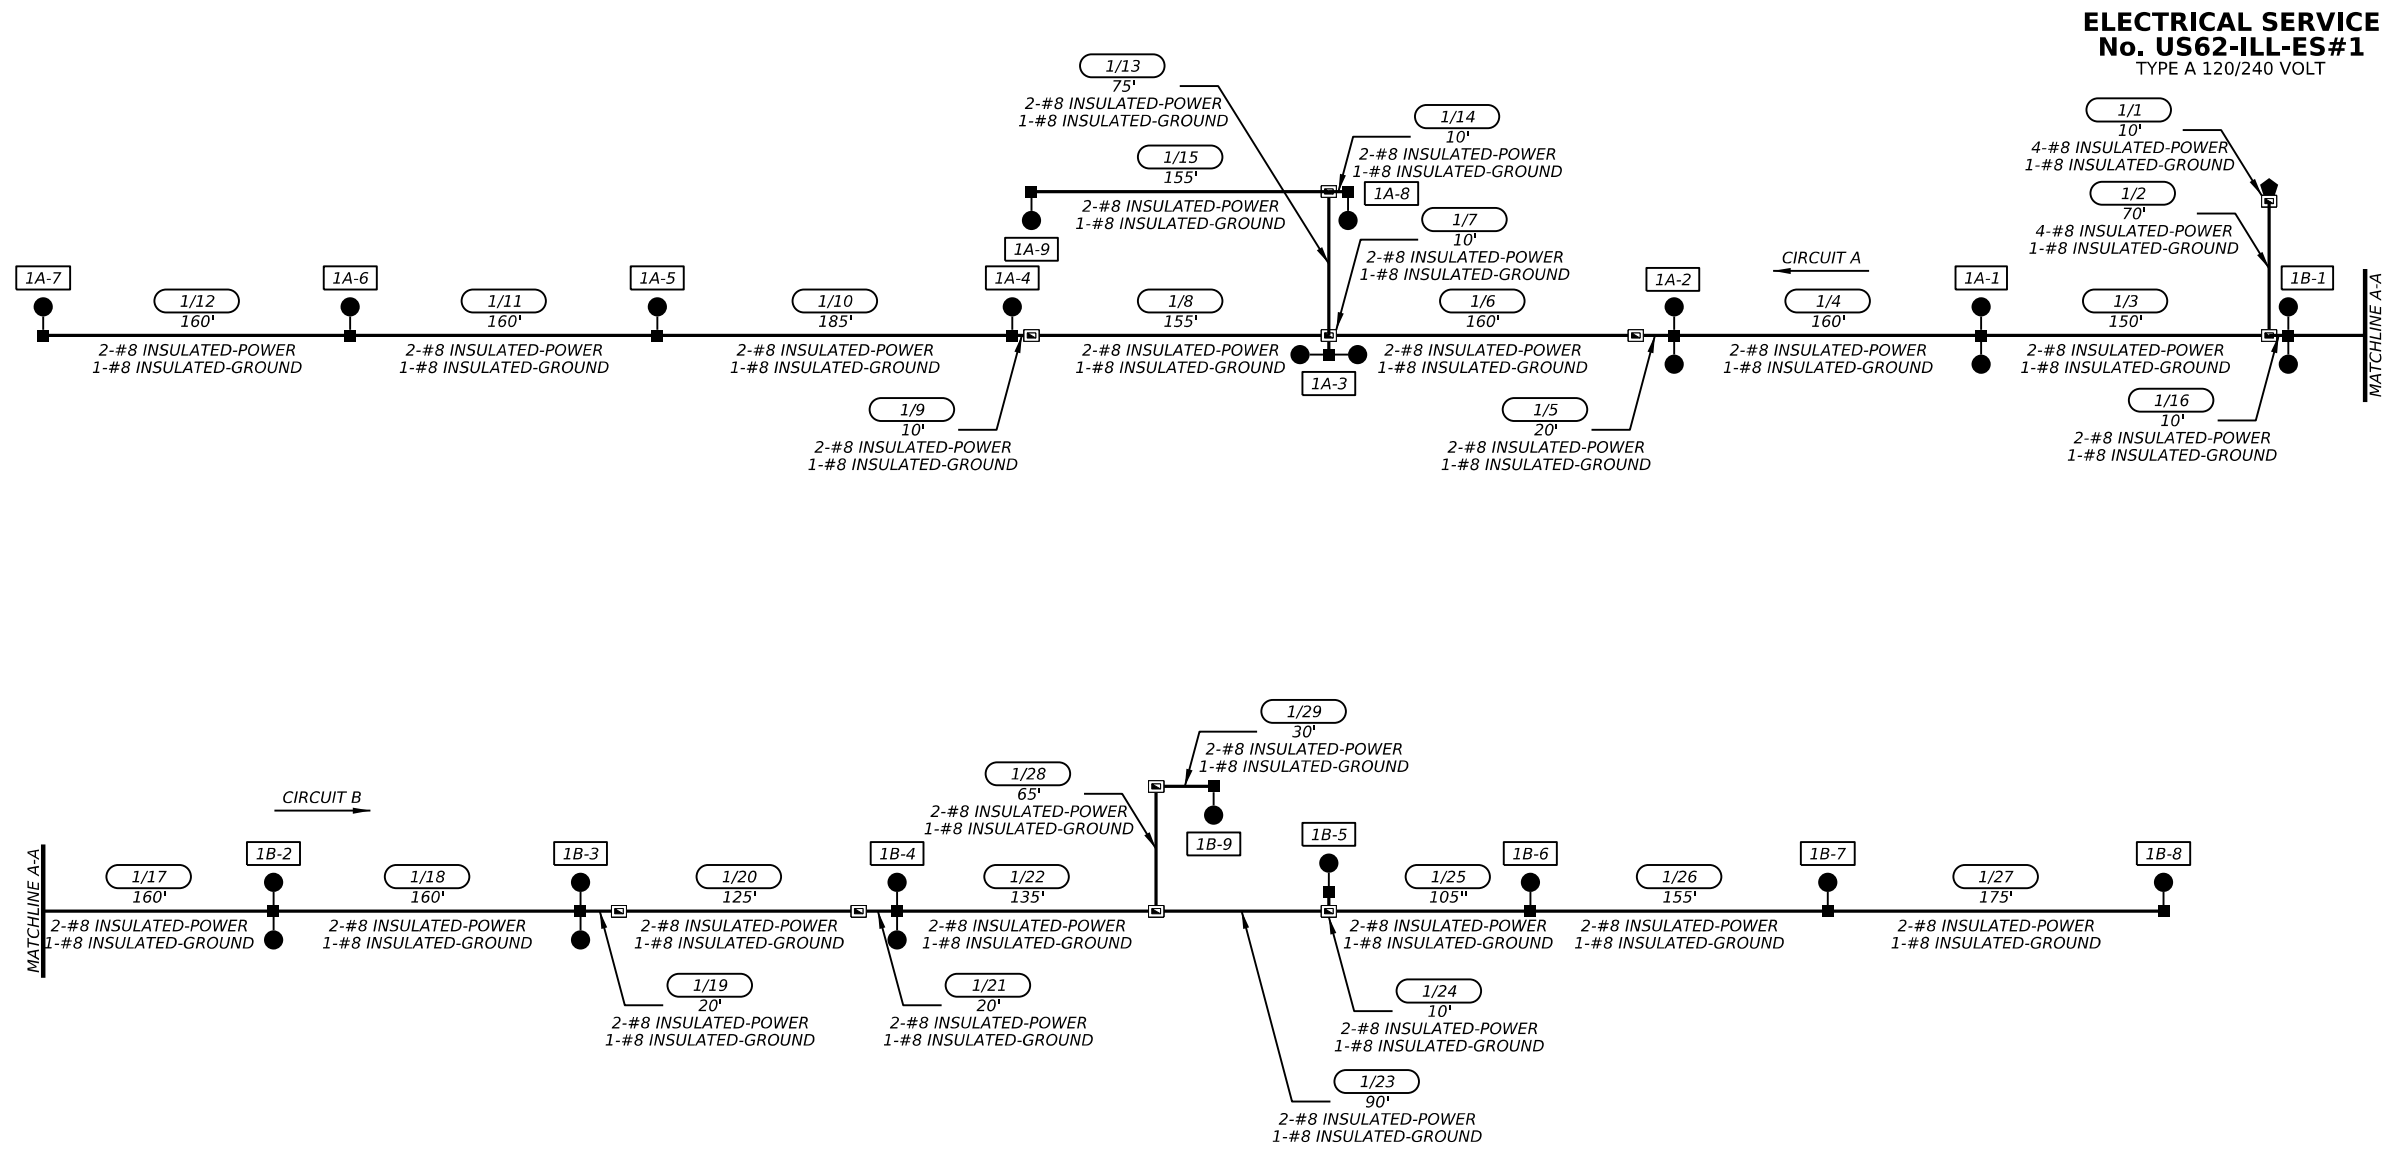 ELECTRICAL SERVICE
No. US62-ILL-ES#1
TYPE A 120/240 VOLT
1/13
75'
2-#8 INSULATED-POWER
1-#8 INSULATED-GROUND
1/14
10'
2-#8 INSULATED-POWER
1-#8 INSULATED-GROUND
1/1
10'
4-#8 INSULATED-POWER
1-#8 INSULATED-GROUND
1/15
155'
2-#8 INSULATED-POWER
1-#8 INSULATED-GROUND
1A-8
1/2
70'
4-#8 INSULATED-POWER
1-#8 INSULATED-GROUND
1/7
10'
2-#8 INSULATED-POWER
1-#8 INSULATED-GROUND
1A-9
CIRCUIT A
1A-7
1A-6
1A-5
1A-4
1A-2
1A-1
1B-1
MATCHLINE A-A
1/12
160'
2-#8 INSULATED-POWER
1-#8 INSULATED-GROUND
1/11
160'
2-#8 INSULATED-POWER
1-#8 INSULATED-GROUND
1/10
185'
2-#8 INSULATED-POWER
1-#8 INSULATED-GROUND
1/8
155'
2-#8 INSULATED-POWER
1-#8 INSULATED-GROUND
1/6
160'
2-#8 INSULATED-POWER
1-#8 INSULATED-GROUND
1/4
160'
2-#8 INSULATED-POWER
1-#8 INSULATED-GROUND
1/3
150'
2-#8 INSULATED-POWER
1-#8 INSULATED-GROUND
1A-3
1/9
10'
2-#8 INSULATED-POWER
1-#8 INSULATED-GROUND
1/5
20'
2-#8 INSULATED-POWER
1-#8 INSULATED-GROUND
1/16
10'
2-#8 INSULATED-POWER
1-#8 INSULATED-GROUND
1/29
30'
2-#8 INSULATED-POWER
1-#8 INSULATED-GROUND
1/28
65'
2-#8 INSULATED-POWER
1-#8 INSULATED-GROUND
CIRCUIT B
MATCHLINE A-A
1B-2
1B-3
1B-4
1B-9
1B-5
1B-6
1B-7
1B-8
1/17
160'
2-#8 INSULATED-POWER
1-#8 INSULATED-GROUND
1/18
160'
2-#8 INSULATED-POWER
1-#8 INSULATED-GROUND
1/20
125'
2-#8 INSULATED-POWER
1-#8 INSULATED-GROUND
1/22
135'
2-#8 INSULATED-POWER
1-#8 INSULATED-GROUND
1/25
105''
2-#8 INSULATED-POWER
1-#8 INSULATED-GROUND
1/26
155'
2-#8 INSULATED-POWER
1-#8 INSULATED-GROUND
1/27
175'
2-#8 INSULATED-POWER
1-#8 INSULATED-GROUND
1/19
20'
2-#8 INSULATED-POWER
1-#8 INSULATED-GROUND
1/21
20'
2-#8 INSULATED-POWER
1-#8 INSULATED-GROUND
1/24
10'
2-#8 INSULATED-POWER
1-#8 INSULATED-GROUND
1/23
90'
2-#8 INSULATED-POWER
1-#8 INSULATED-GROUND